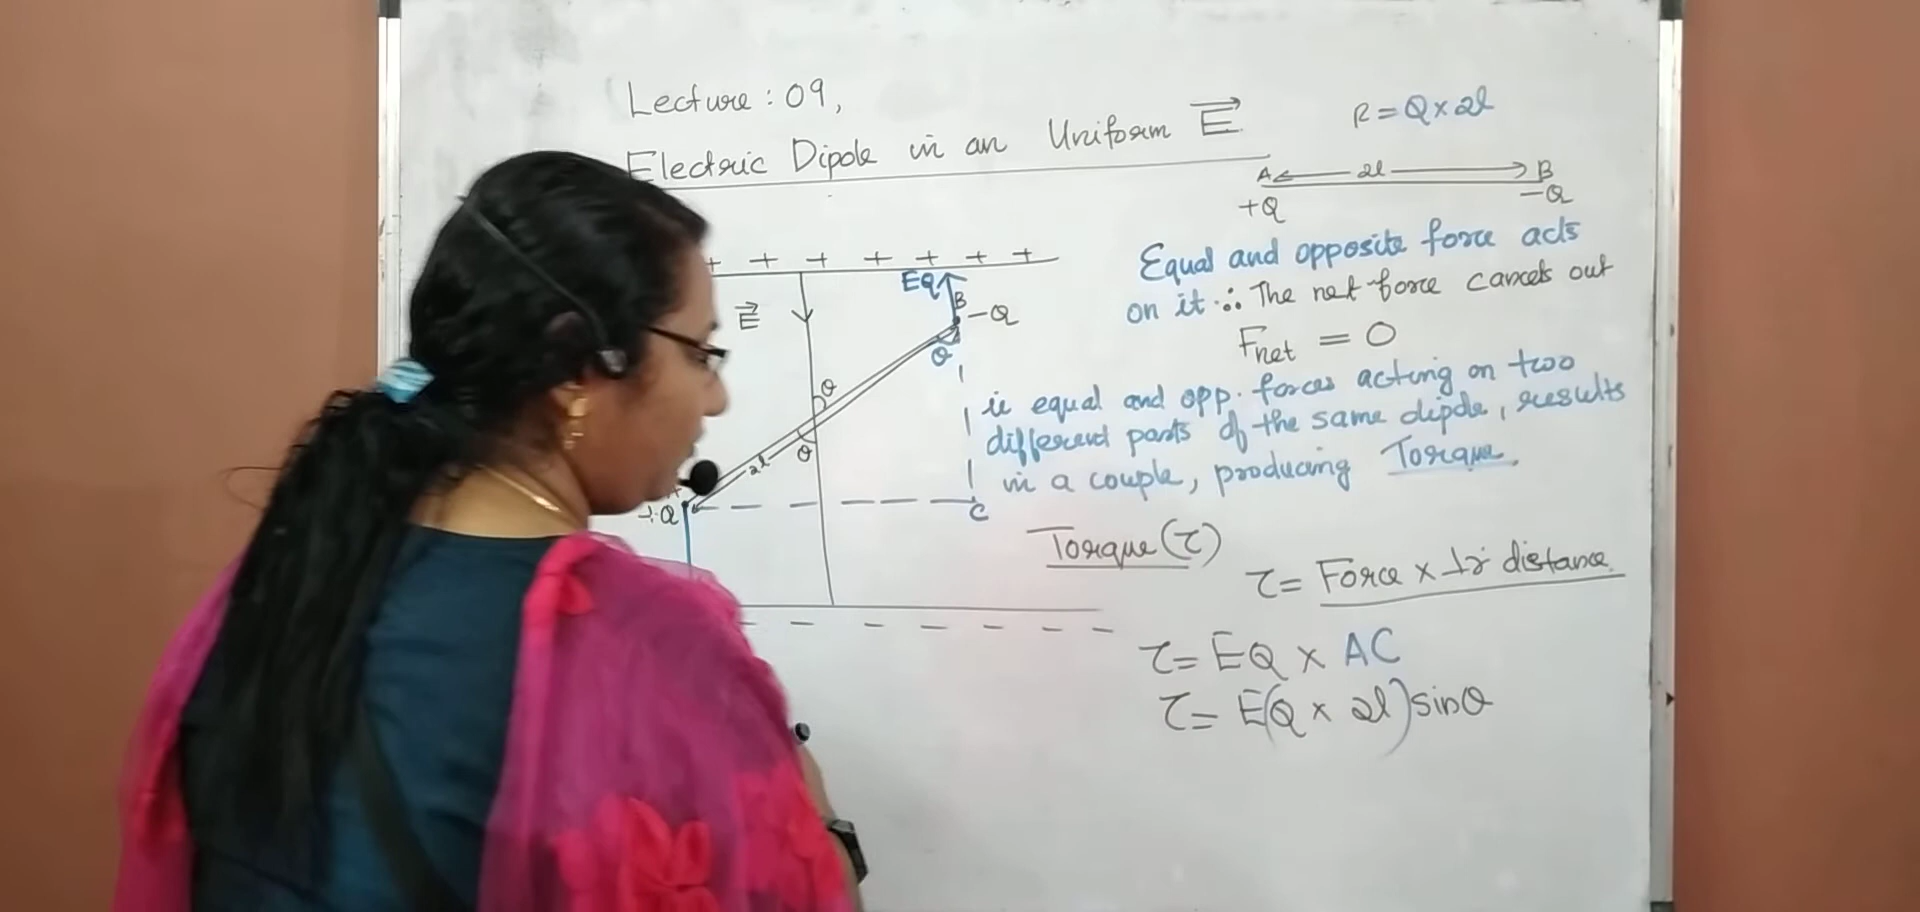 Lecture : 09,
Electric Dipole in an Uniform E
P = Q × 2l
A 2l B
+Q -Q
+ + + + + + +
E
EQ
B
-Q
θ
θ
θ
2l
+Q
C
- - - - - - -
Equal and opposite force acts
on it ∴ The net force cancels out
Fnet = 0
ie equal and opp. forces acting on two
different parts of the same dipole, results
in a couple, producing Torque.
Torque (τ)
τ = Force × ⊥r distance
τ = EQ × AC
τ = E(Q × 2l) sinθ